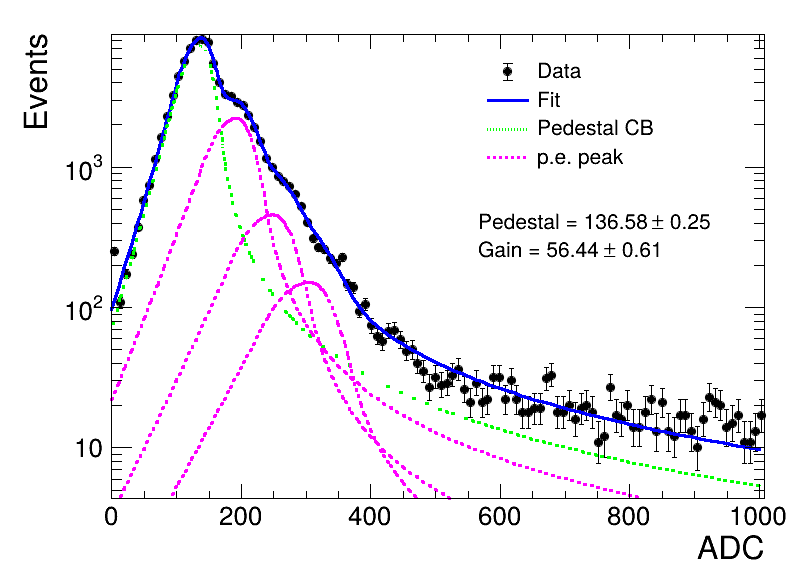 Events
10³
10²
10
Data
Fit
Pedestal CB
p.e. peak
Pedestal = 136.58 ± 0.25
Gain = 56.44 ± 0.61
0 200 400 600 800 1000
ADC